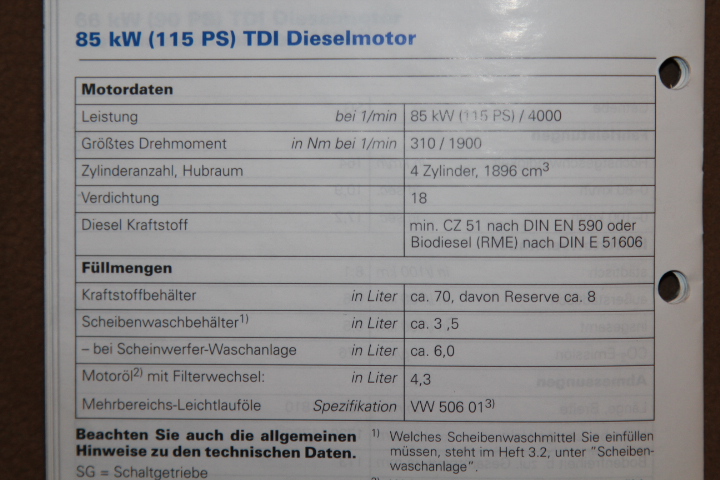 85 kW (115 PS) TDI Dieselmotor
Motordaten
Leistung bei 1/min 85 kW (115 PS) / 4000
Größtes Drehmoment in Nm bei 1/min 310 / 1900
Zylinderanzahl, Hubraum 4 Zylinder, 1896 cm³
Verdichtung 18
Diesel Kraftstoff min. CZ 51 nach DIN EN 590 oder
Biodiesel (RME) nach DIN E 51606
Füllmengen
Kraftstoffbehälter in Liter ca. 70, davon Reserve ca. 8
Scheibenwaschbehälter¹⁾ in Liter ca. 3 ,5
– bei Scheinwerfer-Waschanlage in Liter ca. 6,0
Motoröl²⁾ mit Filterwechsel: in Liter 4,3
Mehrbereichs-Leichtlauföle Spezifikation VW 506 01³⁾
Beachten Sie auch die allgemeinen
Hinweise zu den technischen Daten.
SG = Schaltgetriebe
¹⁾ Welches Scheibenwaschmittel Sie einfüllen
müssen, steht im Heft 3.2, unter "Scheiben-
waschanlage".